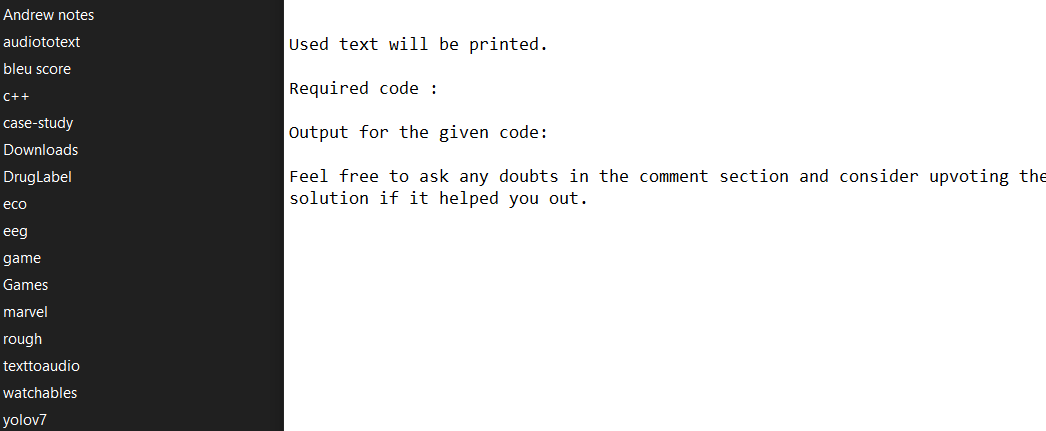 Andrew notes
audiototext
bleu score
c++
case-study
Downloads
DrugLabel
eco
eeg
game
Games
marvel
rough
texttoaudio
watchables
yolov7
Used text will be printed.
Required code :
Output for the given code:
Feel free to ask any doubts in the comment section and consider upvoting the
solution if it helped you out.